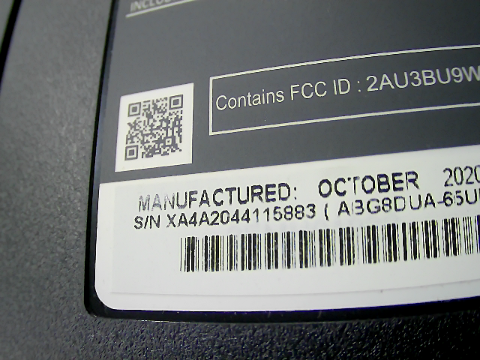 Contains FCC ID : 2AU3BU9W
MANUFACTURED: OCTOBER 2020
S/N XA4A2044115883 ( ABG8DUA-65U